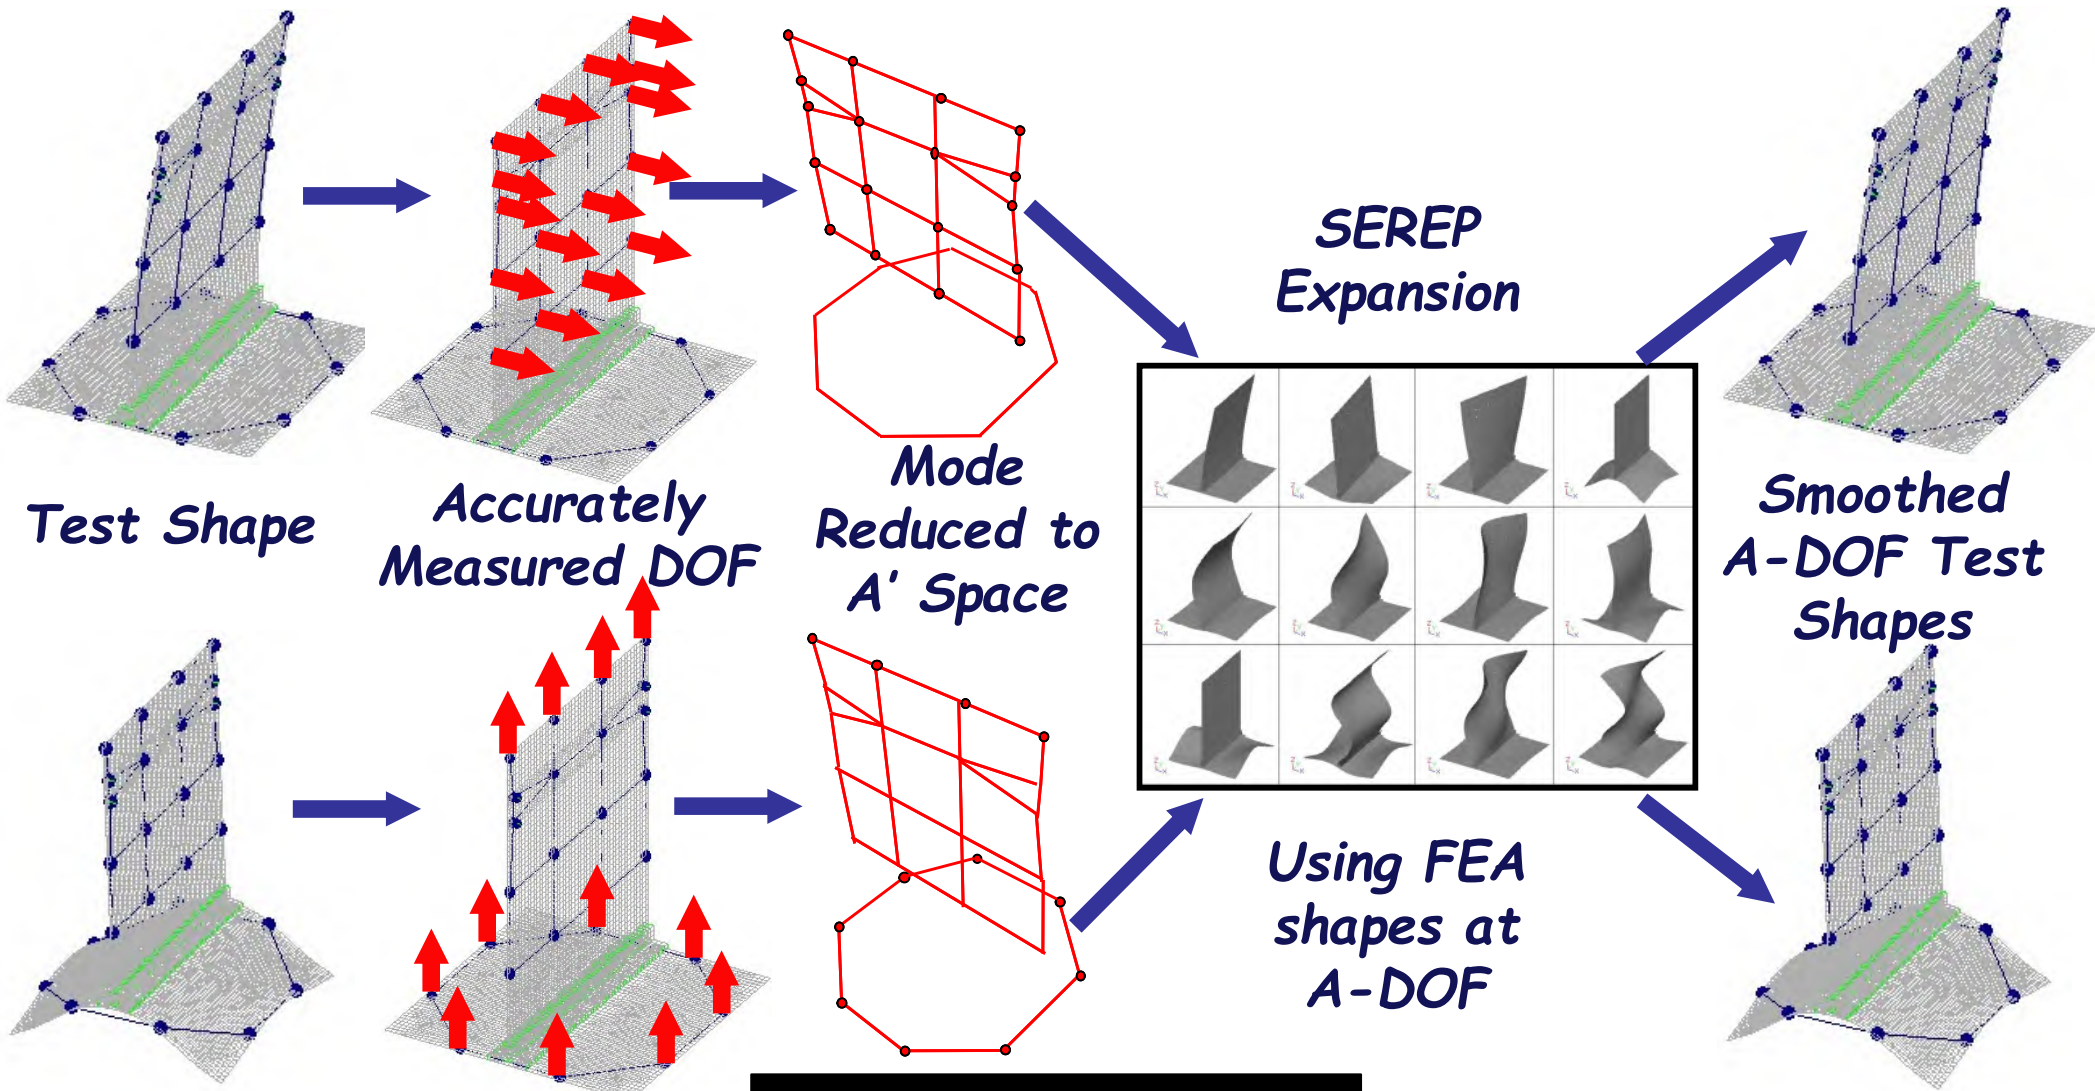 SEREP
Expansion
Test Shape
Accurately
Measured DOF
Mode
Reduced to
A' Space
Smoothed
A-DOF Test
Shapes
Using FEA
shapes at
A-DOF